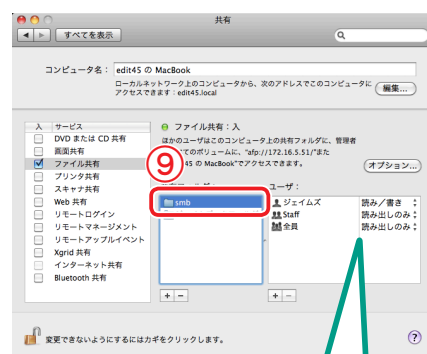 共有
すべてを表示
コンピュータ名： edit45 の MacBook
ローカルネットワーク上のコンピュータから、次のアドレスでこのコンピュータに
アクセスできます：edit45.local
編集...
入 サービス
DVD または CD 共有
画面共有
ファイル共有
プリンタ共有
スキャナ共有
Web 共有
リモートログイン
リモートマネージメント
リモートアップルイベント
Xgrid 共有
インターネット共有
Bluetooth 共有
ファイル共有：入
ほかのユーザはこのコンピュータ上の共有フォルダに、管理者
てのボリュームに、"afp://172.16.5.51/"また
45 の MacBook"でアクセスできます。
⑨
オプション...
ユーザ：
smb
ジェイムズ 読み／書き
Staff 読み出しのみ
全員 読み出しのみ
+ −
+ −
変更できないようにするにはカギをクリックします。
?